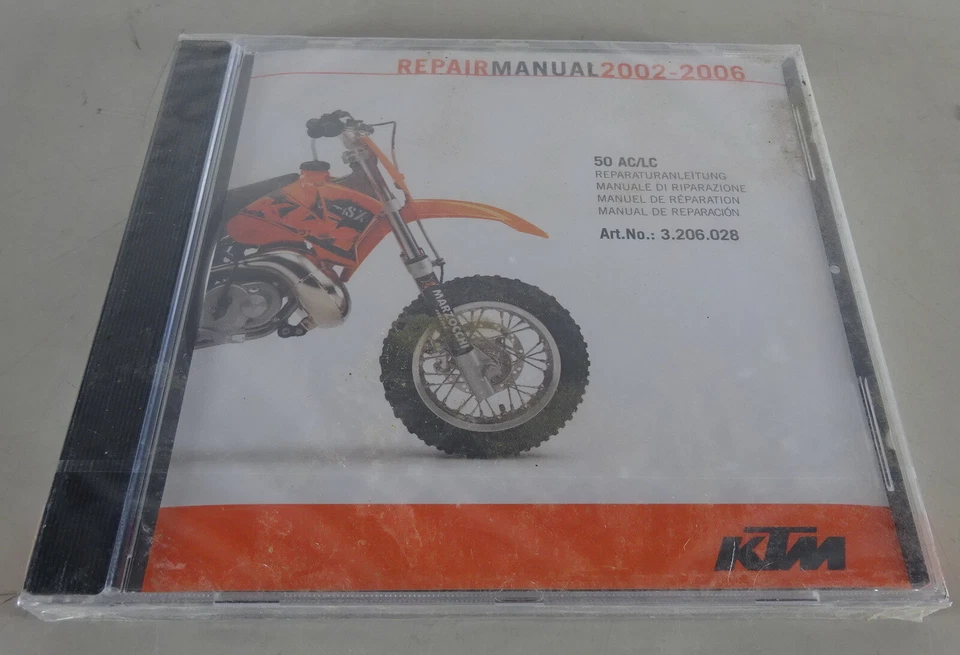 REPAIRMANUAL2002-2006
50 AC/LC
REPARATURANLEITUNG
MANUALE DI RIPARAZIONE
MANUEL DE RÉPARATION
MANUAL DE REPARACIÓN
Art.No.: 3.206.028
SX
KTM
MARZOCCHI
KTM